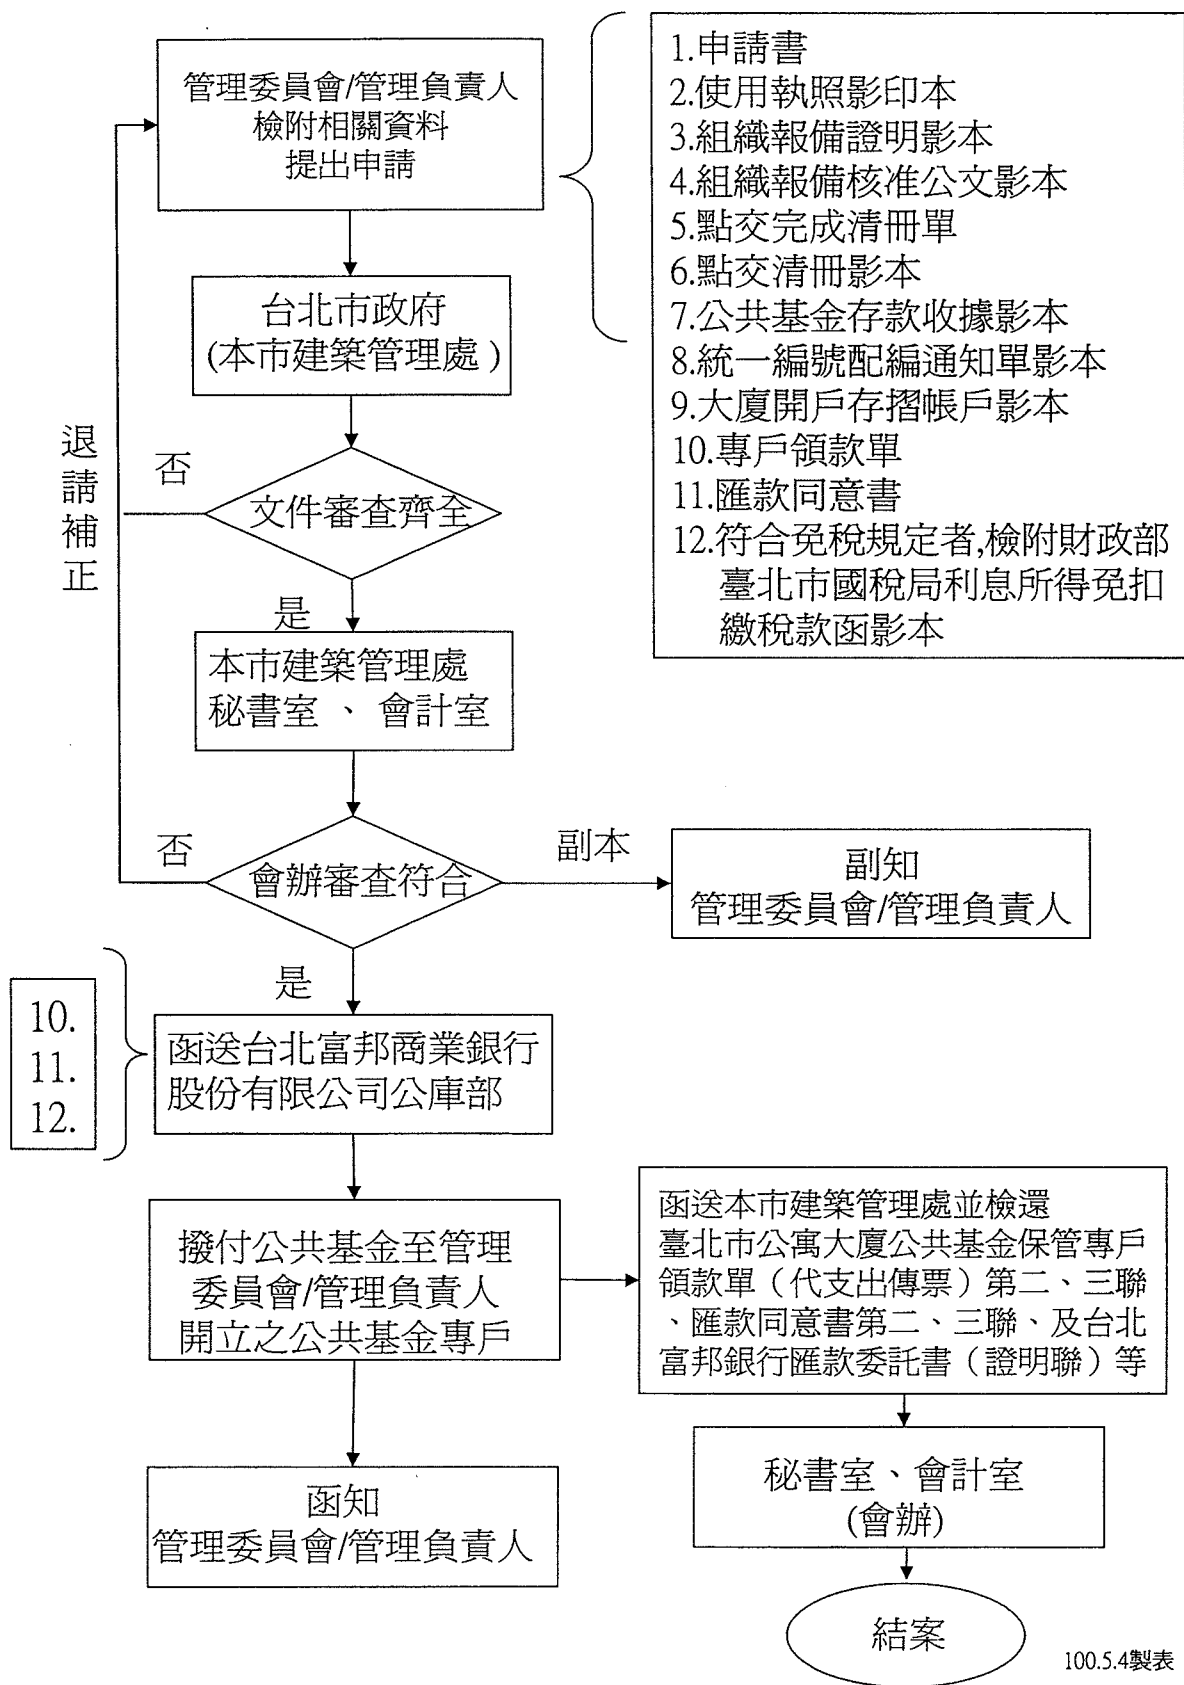 管理委員會/管理負責人
檢附相關資料
提出申請
1.申請書
2.使用執照影印本
3.組織報備證明影本
4.組織報備核准公文影本
5.點交完成清冊單
6.點交清冊影本
7.公共基金存款收據影本
8.統一編號配編通知單影本
9.大廈開戶存摺帳戶影本
10.專戶領款單
11.匯款同意書
12.符合免稅規定者,檢附財政部
臺北市國稅局利息所得免扣
繳稅款函影本
台北市政府
(本市建築管理處)
退請補正
否
文件審查齊全
是
本市建築管理處
秘書室、會計室
否
會辦審查符合
副本
副知
管理委員會/管理負責人
是
10.
11.
12.
函送台北富邦商業銀行
股份有限公司公庫部
撥付公共基金至管理
委員會/管理負責人
開立之公共基金專戶
函送本市建築管理處並檢還
臺北市公寓大廈公共基金保管專戶
領款單(代支出傳票)第二、三聯
、匯款同意書第二、三聯、及台北
富邦銀行匯款委託書(證明聯)等
函知
管理委員會/管理負責人
秘書室、會計室
(會辦)
結案
100.5.4製表